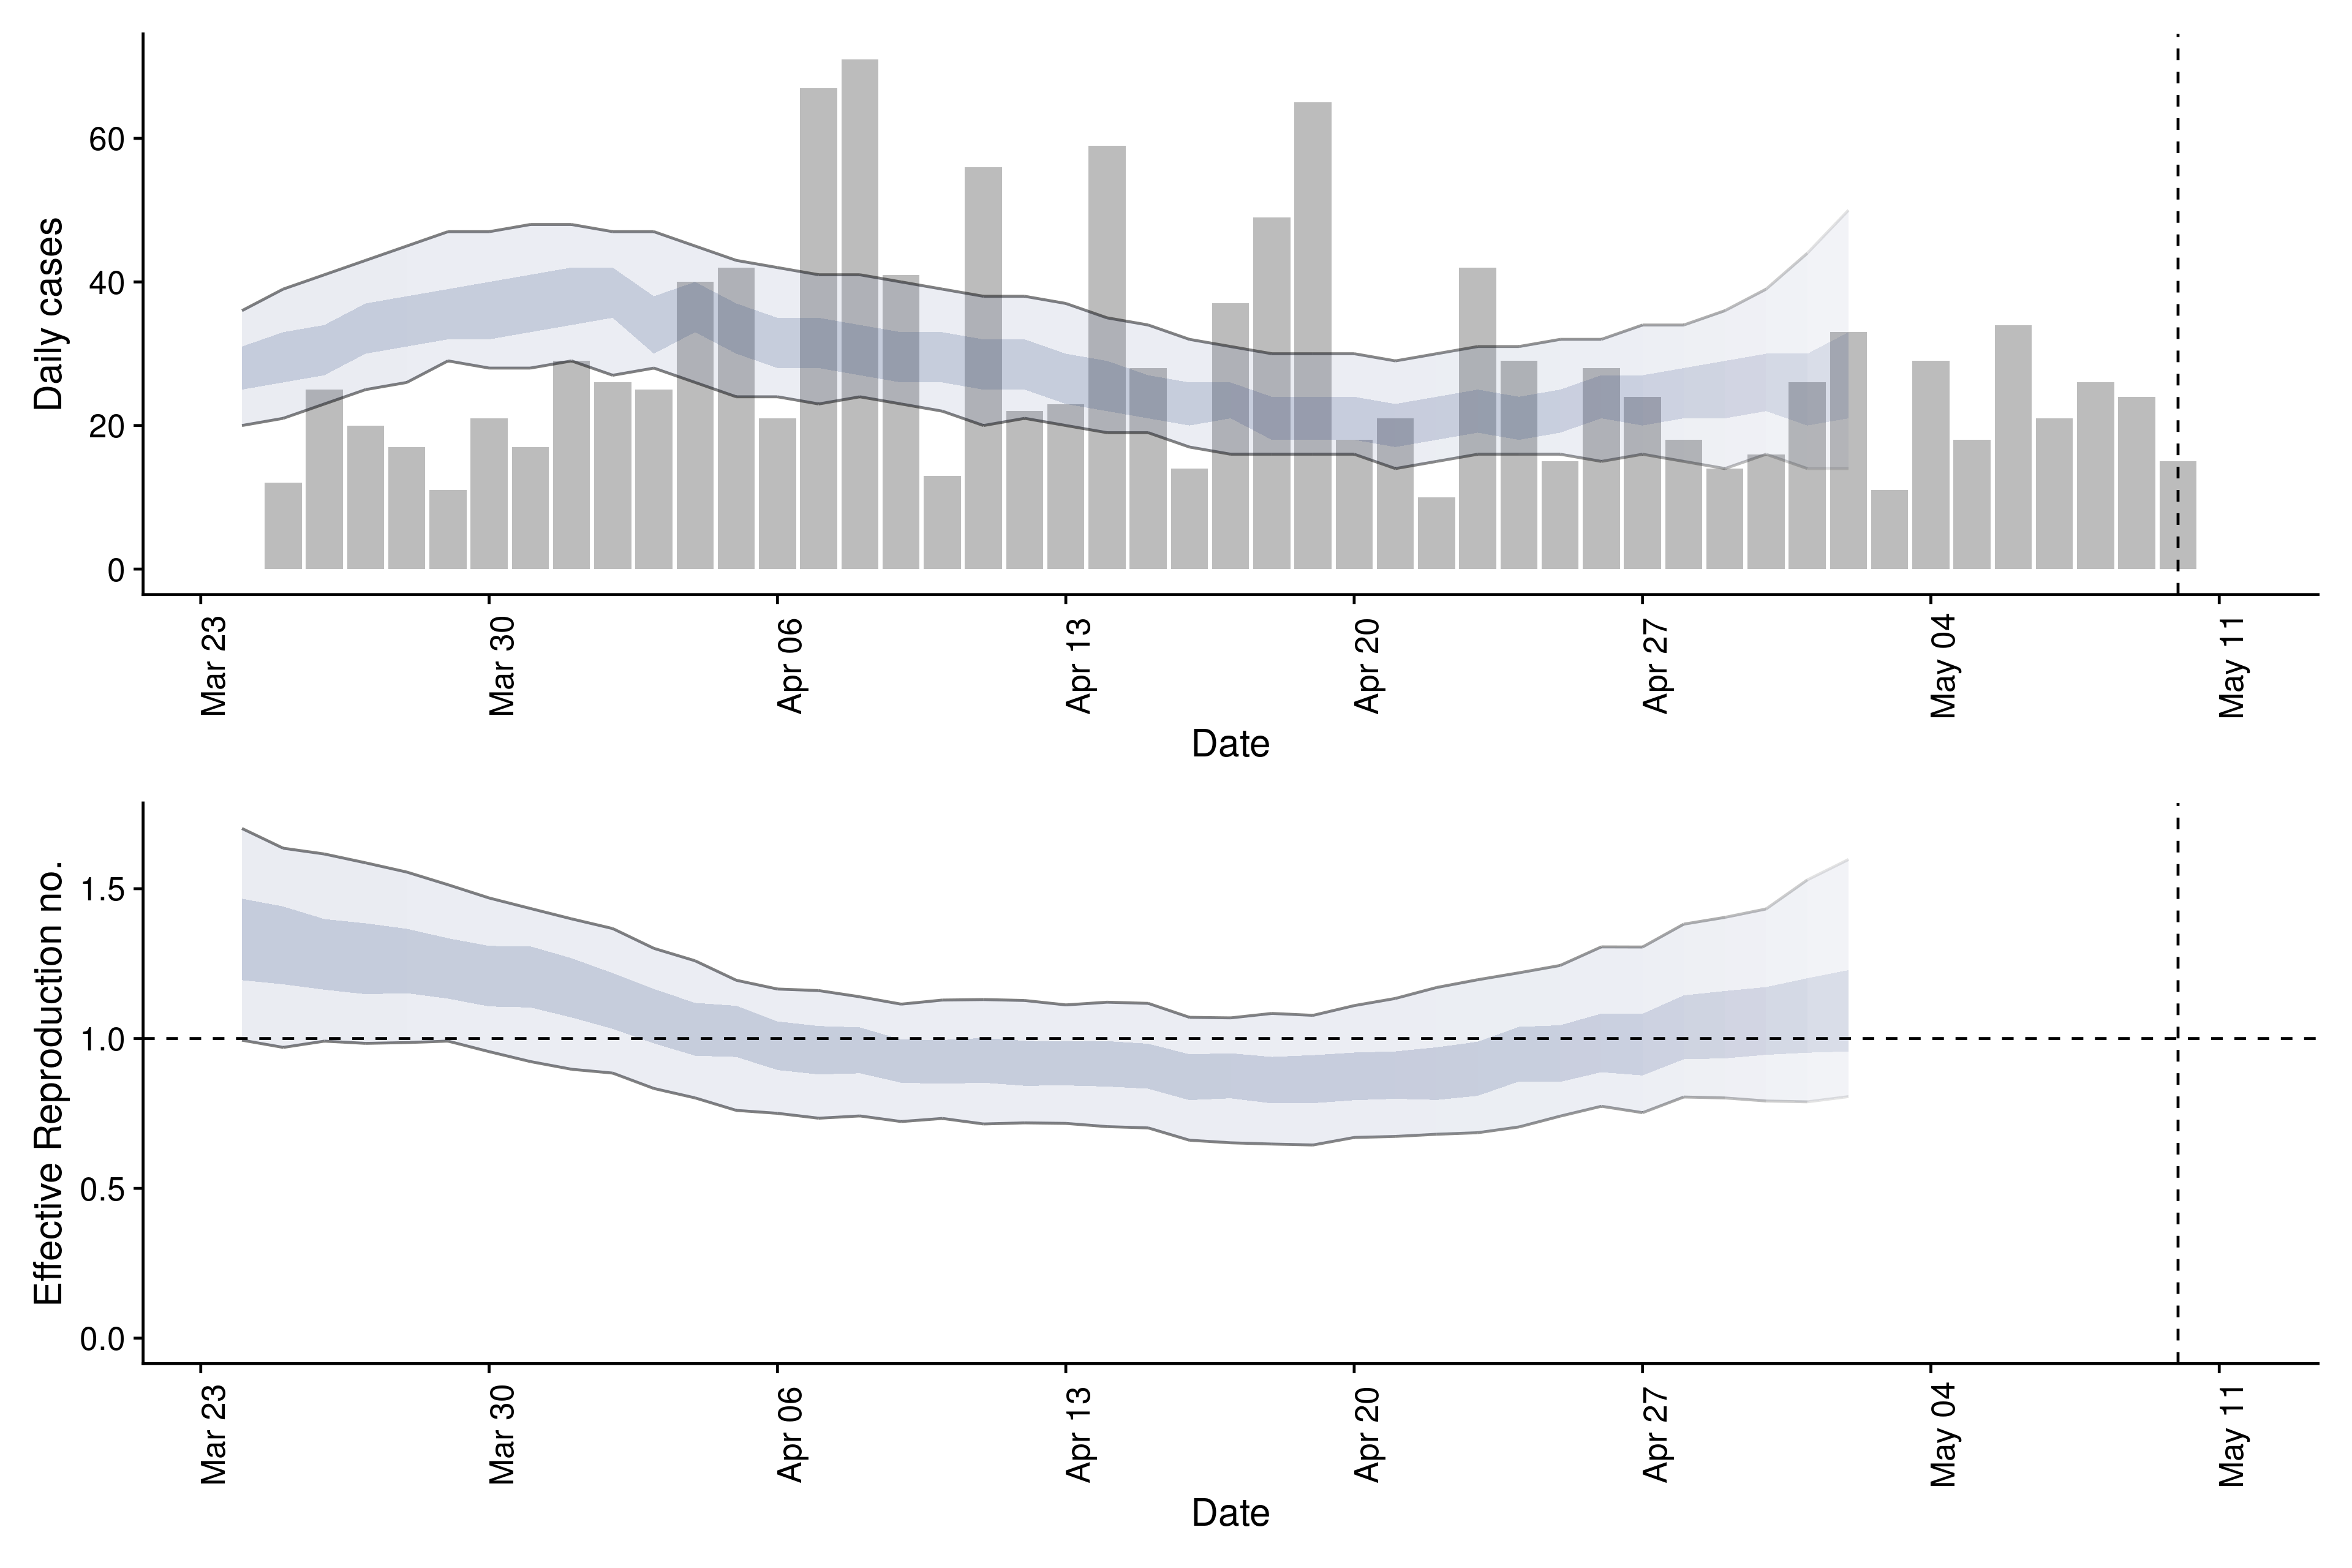 Daily cases
60
40
20
0
Mar 23
Mar 30
Apr 06
Apr 13
Apr 20
Apr 27
May 04
May 11
Date
Effective Reproduction no.
1.5
1.0
0.5
0.0
Mar 23
Mar 30
Apr 06
Apr 13
Apr 20
Apr 27
May 04
May 11
Date